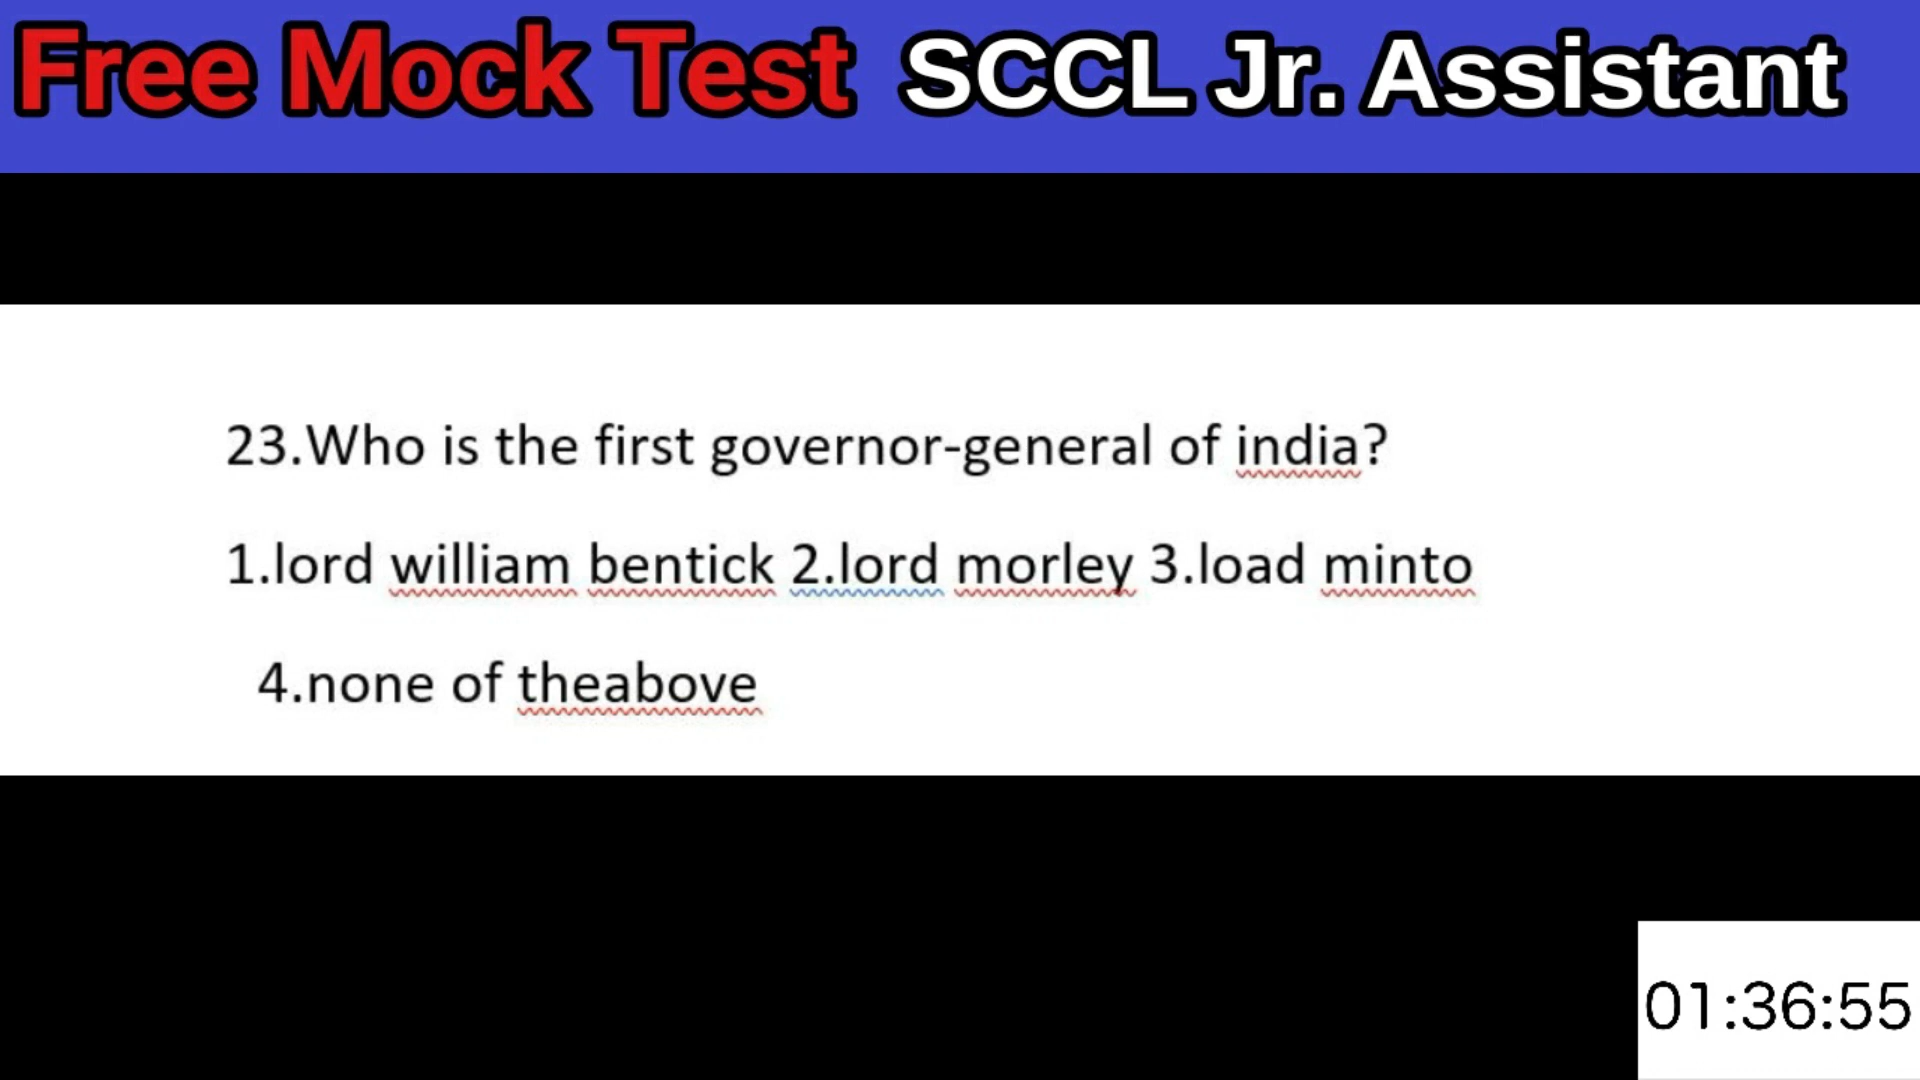 Free Mock Test SCCL Jr. Assistant
23.Who is the first governor-general of india?
1.lord william bentick 2.lord morley 3.load minto
4.none of theabove
01:36:55